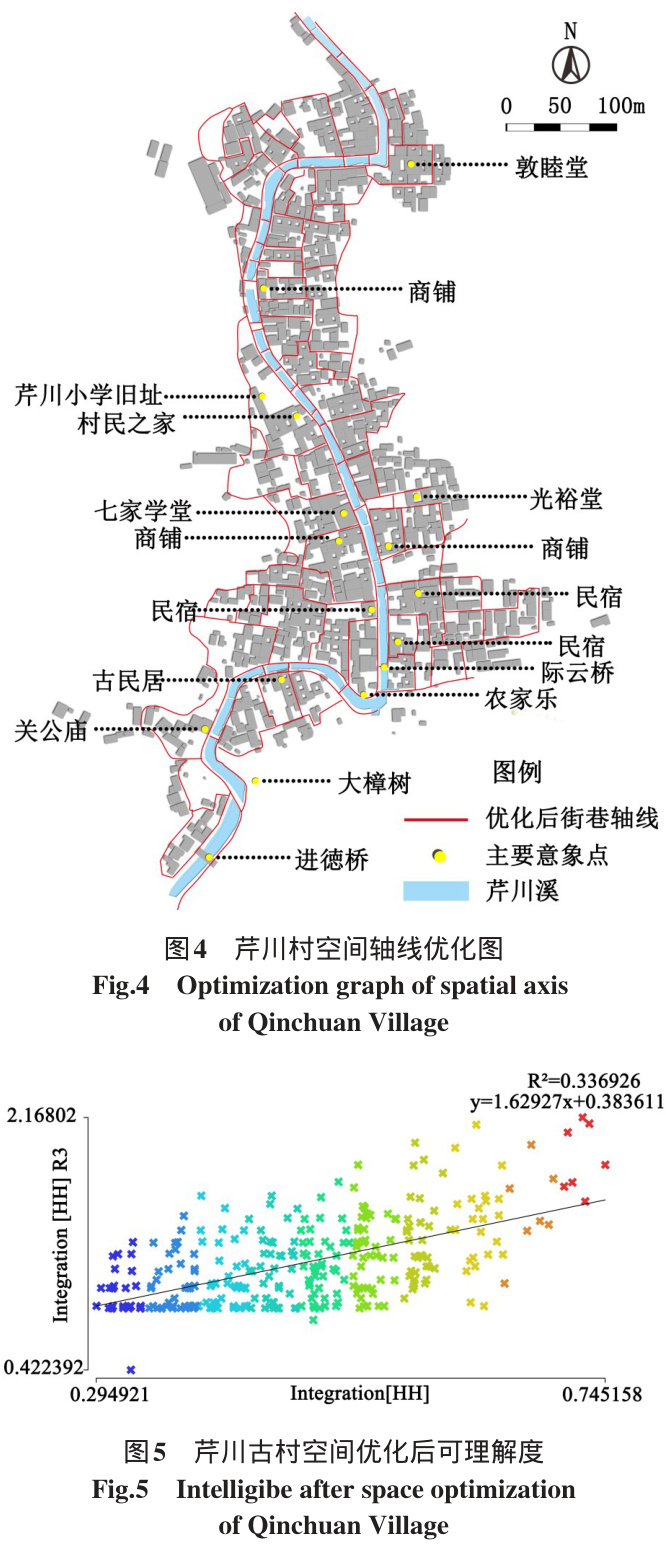 N
0 50 100m
敦睦堂
商铺
芹川小学旧址
村民之家
光裕堂
七家学堂
商铺
商铺
民宿
民宿
民宿
际云桥
古民居
农家乐
关公庙
大樟树
图例
优化后街巷轴线
进德桥
主要意象点
芹川溪
图4 芹川村空间轴线优化图
Fig.4 Optimization graph of spatial axis
of Qinchuan Village
R²=0.336926
y=1.62927x+0.383611
2.16802
Integration [HH] R3
0.422392
0.294921
Integration[HH]
0.745158
图5 芹川古村空间优化后可理解度
Fig.5 Intelligibe after space optimization
of Qinchuan Village